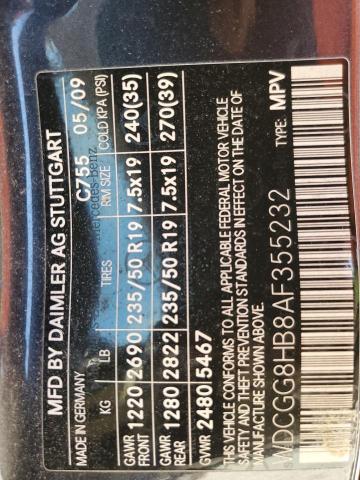 MFD BY DAIMLER AG STUTTGART
MADE IN GERMANY C755 05/09
KG LB TIRES RIM SIZE COLD KPA (PSI)
GAWR FRONT 1220 2690 235/50 R19 7.5x19 240(35)
GAWR REAR 1280 2822 235/50 R19 7.5x19 270(39)
GVWR 2480 5467
THIS VEHICLE CONFORMS TO ALL APPLICABLE FEDERAL MOTOR VEHICLE
SAFETY AND THEFT PREVENTION STANDARDS IN EFFECT ON THE DATE OF
MANUFACTURE SHOWN ABOVE.
WDCGG8HB8AF355232 TYPE: MPV
Mercedes-Benz